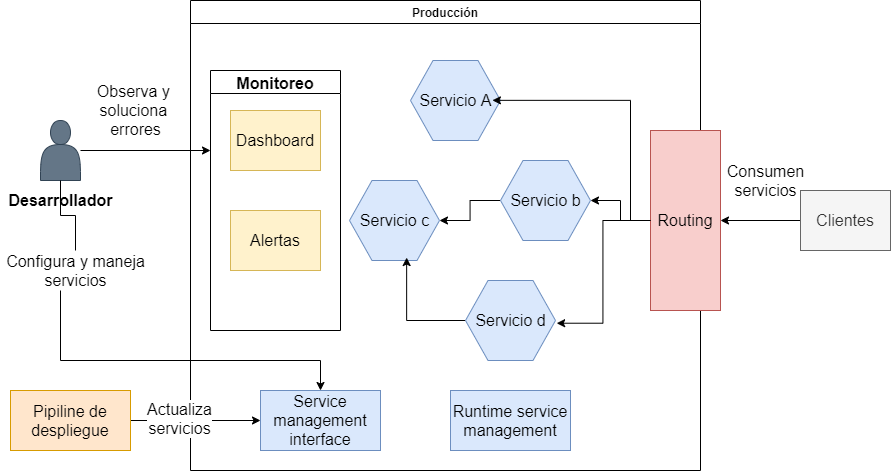 Producción
Monitoreo
Observa y
soluciona
errores
Dashboard
Alertas
Desarrollador
Configura y maneja
servicios
Servicio A
Servicio b
Servicio c
Servicio d
Routing
Consumen
servicios
Clientes
Pipiline de
despliegue
Actualiza
servicios
Service
management
interface
Runtime service
management